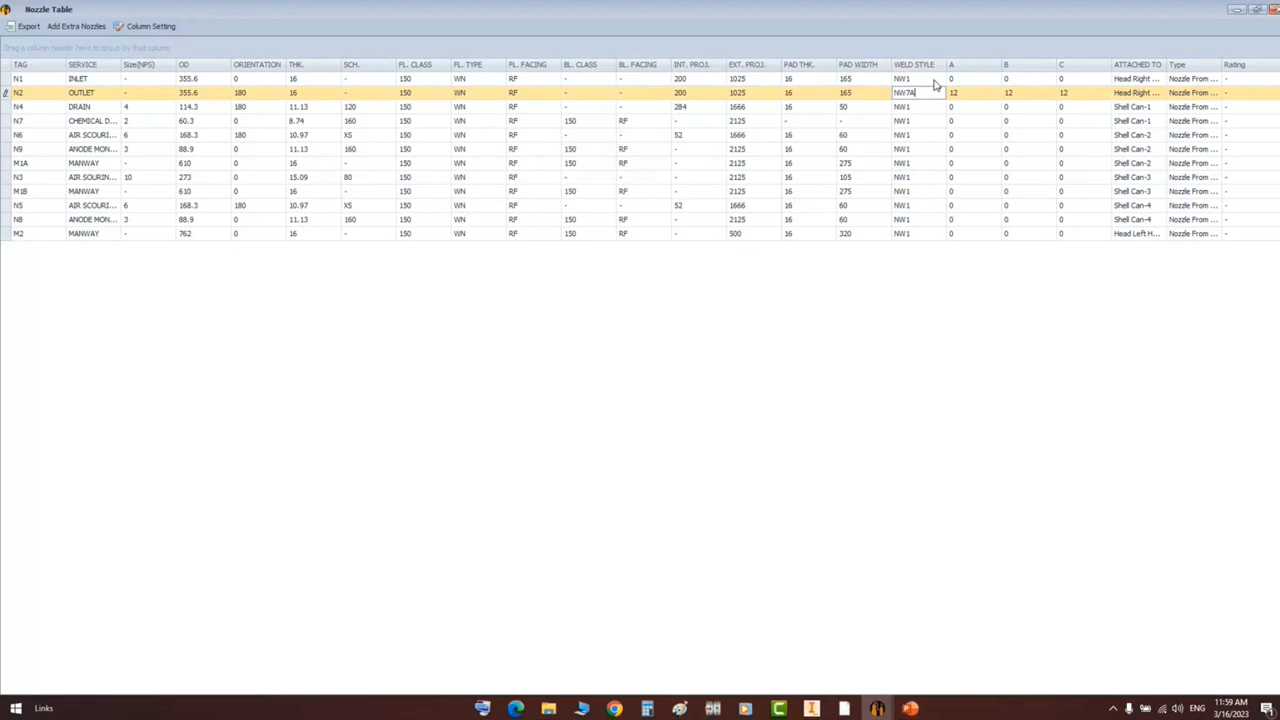 Nozzle Table
Export Add Extra Nozzles Column Setting
Drag a column header here to group by that column
TAG SERVICE Size(NPS) OD ORIENTATION THK. SCH. FL. CLASS FL. TYPE FL. FACING BL. CLASS BL. FACING INT. PROJ. EXT. PROJ. PAD THK. PAD WIDTH WELD STYLE A B C ATTACHED TO Type Rating
N1 INLET - 355.6 0 16 - 150 WN RF - - 200 1025 16 165 NW1 0 0 0 Head Right ... Nozzle From ... -
N2 OUTLET - 355.6 180 16 - 150 WN RF - - 200 1025 16 165 NW7A 12 12 12 Head Right ... Nozzle From ... -
N4 DRAIN 4 114.3 180 11.13 120 150 WN RF - - 284 1666 16 50 NW1 0 0 0 Shell Can-1 Nozzle From ... -
N7 CHEMICAL D... 2 60.3 0 8.74 160 150 WN RF 150 RF - 2125 - - NW1 0 0 0 Shell Can-1 Nozzle From ... -
N6 AIR SCOURI... 6 168.3 180 10.97 XS 150 WN RF - - 52 1666 16 60 NW1 0 0 0 Shell Can-2 Nozzle From ... -
N9 ANODE MON... 3 88.9 0 11.13 160 150 WN RF 150 RF - 2125 16 60 NW1 0 0 0 Shell Can-2 Nozzle From ... -
M1A MANWAY - 610 0 16 - 150 WN RF 150 RF - 2125 16 275 NW1 0 0 0 Shell Can-2 Nozzle From ... -
N3 AIR SOURIN... 10 273 0 15.09 80 150 WN RF - - - 2125 16 105 NW1 0 0 0 Shell Can-3 Nozzle From ... -
M1B MANWAY - 610 0 16 - 150 WN RF 150 RF - 2125 16 275 NW1 0 0 0 Shell Can-3 Nozzle From ... -
N5 AIR SCOURI... 6 168.3 180 10.97 XS 150 WN RF - - 52 1666 16 60 NW1 0 0 0 Shell Can-4 Nozzle From ... -
N8 ANODE MON... 3 88.9 0 11.13 160 150 WN RF 150 RF - 2125 16 60 NW1 0 0 0 Shell Can-4 Nozzle From ... -
M2 MANWAY - 762 0 16 - 150 WN RF 150 RF - 500 16 320 NW1 0 0 0 Head Left H... Nozzle From ... -
Links
ENG
11:59 AM
3/16/2023